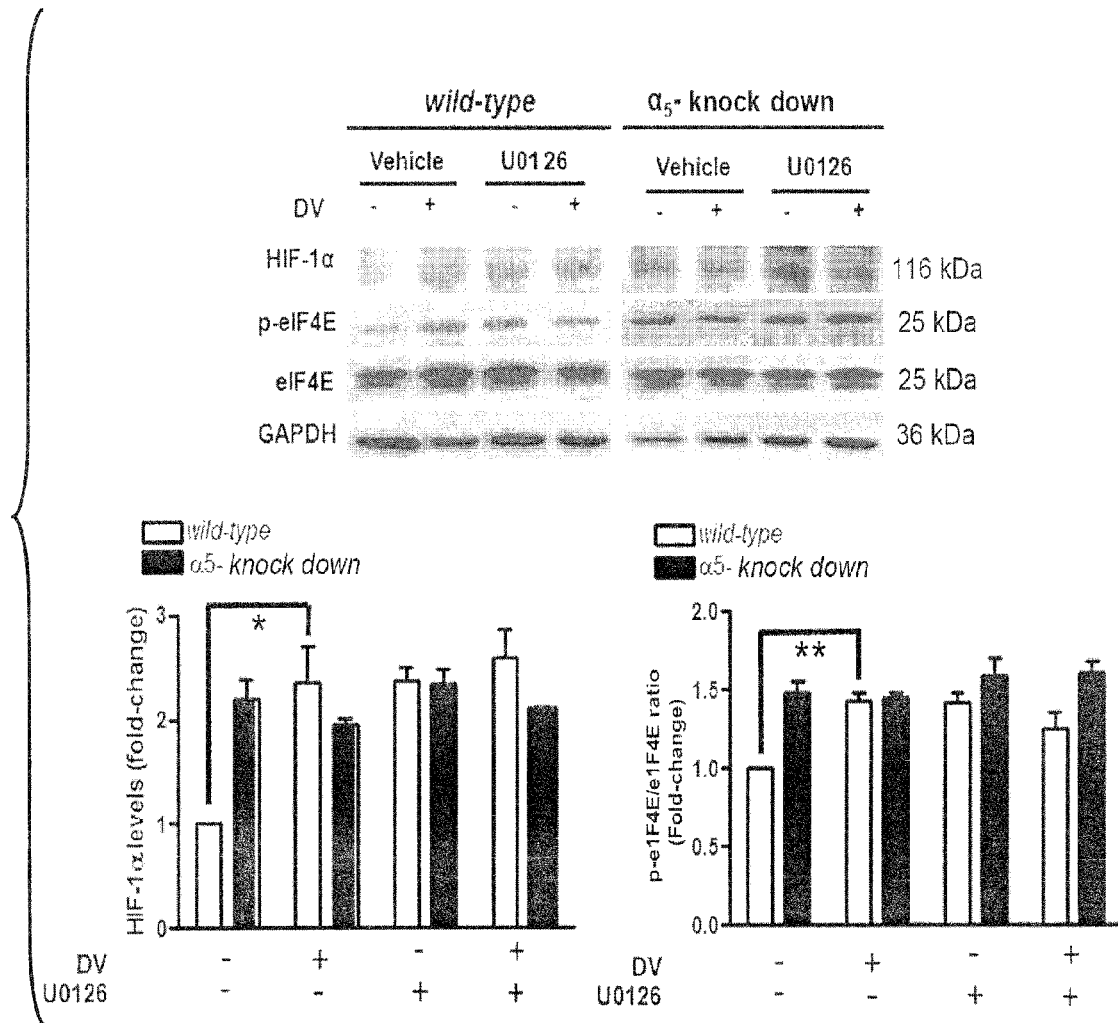 wild-type α₅- knock down
Vehicle U0126 Vehicle U0126
DV - + - + - + - +
HIF-1α 116 kDa
p-eIF4E 25 kDa
eIF4E 25 kDa
GAPDH 36 kDa
wild-type
α5- knock down
HIF-1α levels (fold-change)
3
2
1
0
*
DV - + - +
U0126 - - + +
wild-type
α5- knock down
p-e1F4E/e1F4E ratio
(Fold-change)
2.0
1.5
1.0
0.5
0.0
**
DV - + - +
U0126 - - + +